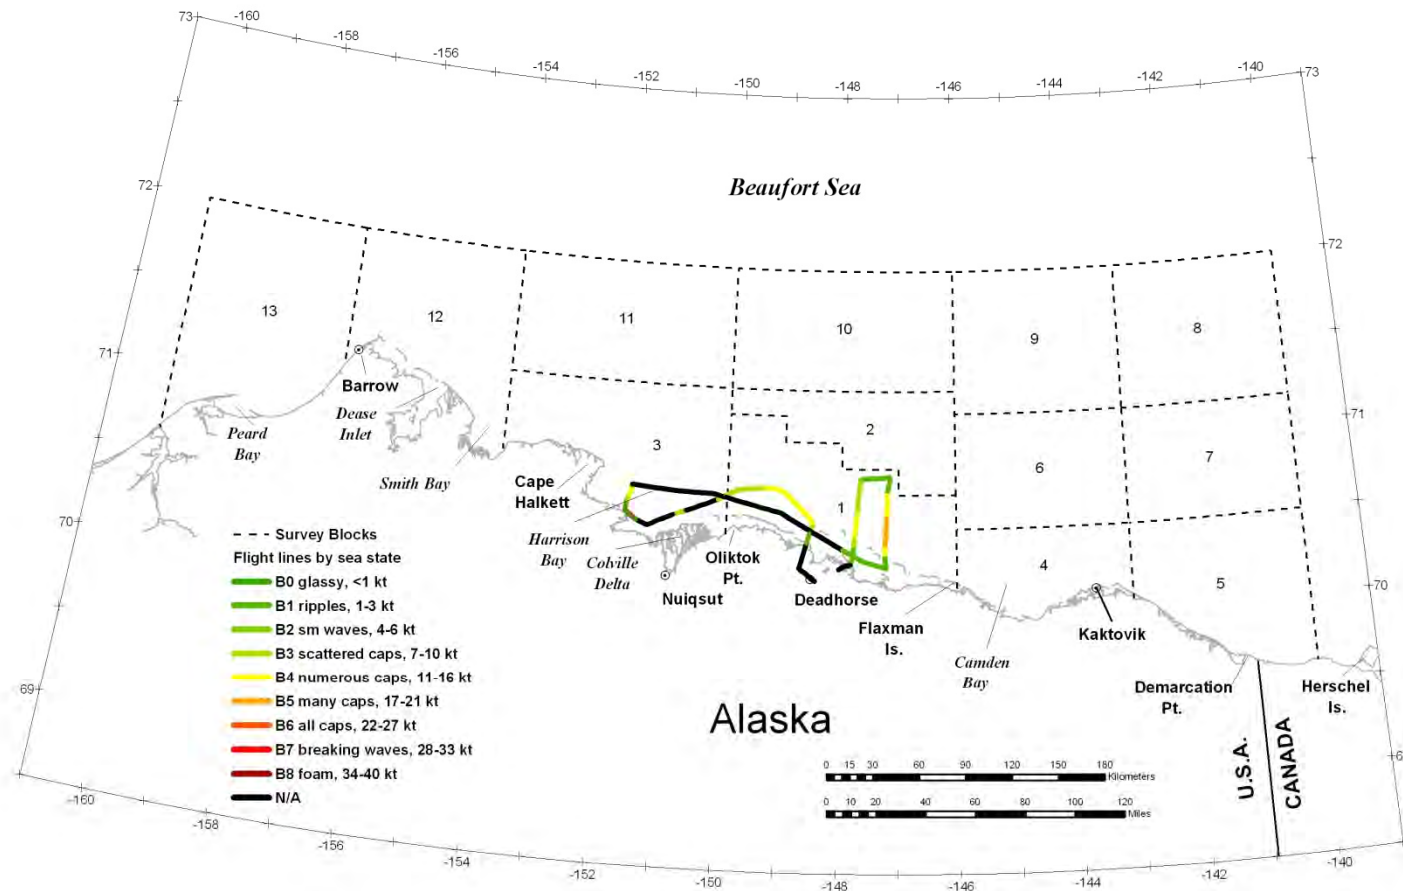 -160
-158
-156
-154
-152
-150
-148
-146
-144
-142
-140
73
73
72
72
71
71
70
70
69
Beaufort Sea
13
12
11
10
9
8
3
2
1
6
7
4
5
Barrow
Dease
Inlet
Peard
Bay
Smith Bay
Cape
Halkett
Harrison
Bay
Colville
Delta
Nuiqsut
Oliktok
Pt.
Deadhorse
Flaxman
Is.
Camden
Bay
Kaktovik
Demarcation
Pt.
Herschel
Is.
Survey Blocks
Flight lines by sea state
B0 glassy, <1 kt
B1 ripples, 1-3 kt
B2 sm waves, 4-6 kt
B3 scattered caps, 7-10 kt
B4 numerous caps, 11-16 kt
B5 many caps, 17-21 kt
B6 all caps, 22-27 kt
B7 breaking waves, 28-33 kt
B8 foam, 34-40 kt
N/A
Alaska
U.S.A.
CANADA
0 15 30 60 90 120 150 180
Kilometers
0 10 20 40 60 80 100 120
Miles
-160
-158
-156
-154
-152
-150
-148
-146
-144
-142
-140